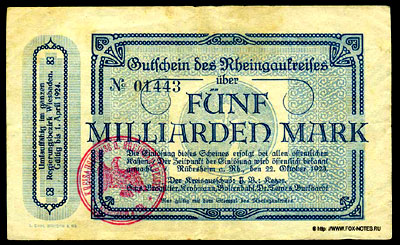 Gutschein des Rheingaukreises
über
№ 01443
FÜNF
MILLIARDEN MARK
Die Einlösung dieses Scheines erfolgt bei allen öffentlichen
Kassen. Der Zeitpunkt der Einlösung wird öffentlich bekannt
gemacht. Rüdesheim a. Rh., den 22. Oktober 1923.
Der Kreisausschuß: J. V.:
Nur gültig mit dem Stempel des Rheingaukreises
Umlauffähig im ganzen
Regierungsbezirk Wiesbaden.
Gültig bis 1. April 1924.
WWW.FOX-NOTES.RU